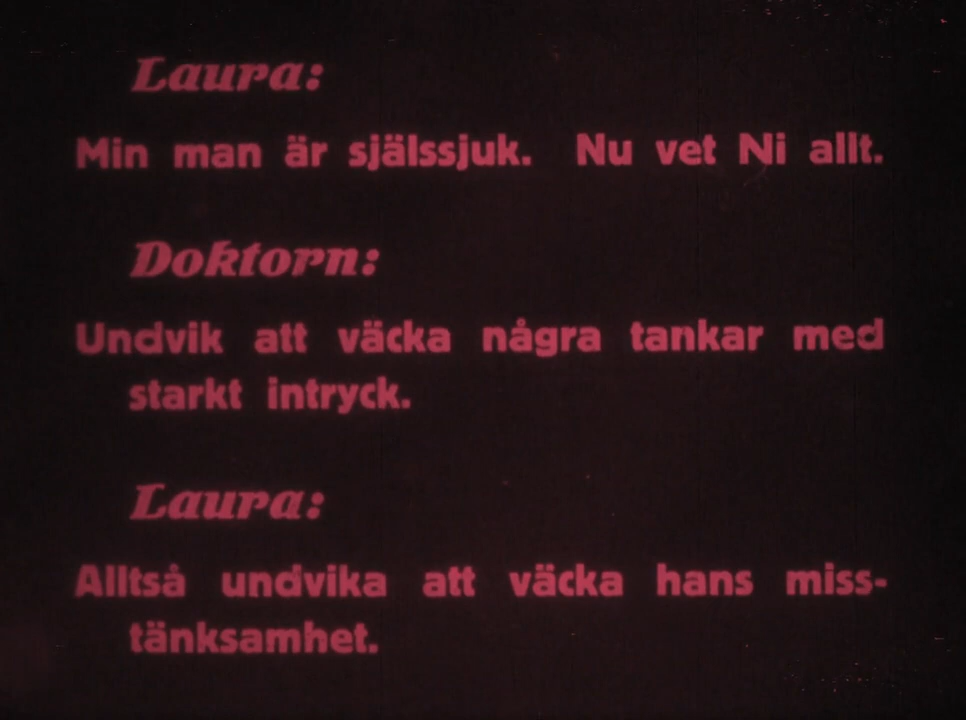 Laura:
Min man är själssjuk. Nu vet Ni allt.
Doktorn:
Undvik att väcka några tankar med
starkt intryck.
Laura:
Alltså undvika att väcka hans miss-
tänksamhet.